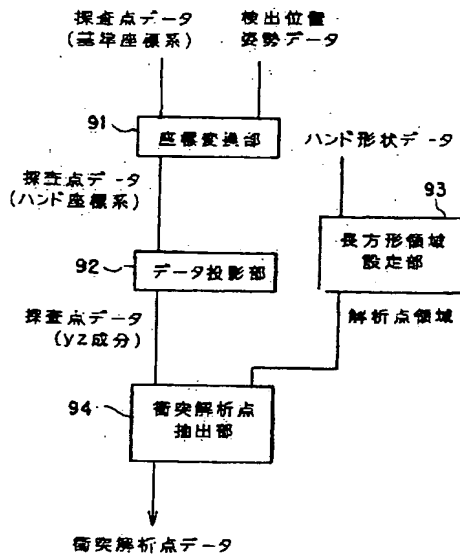 探査点データ
(基準座標系)
検出位置
姿勢データ
91
座標変換部
ハンド形状データ
探査点データ
(ハンド座標系)
93
長方形領域
設定部
92
データ投影部
解析点領域
探査点データ
(yz成分)
94
衝突解析点
抽出部
衝突解析点データ